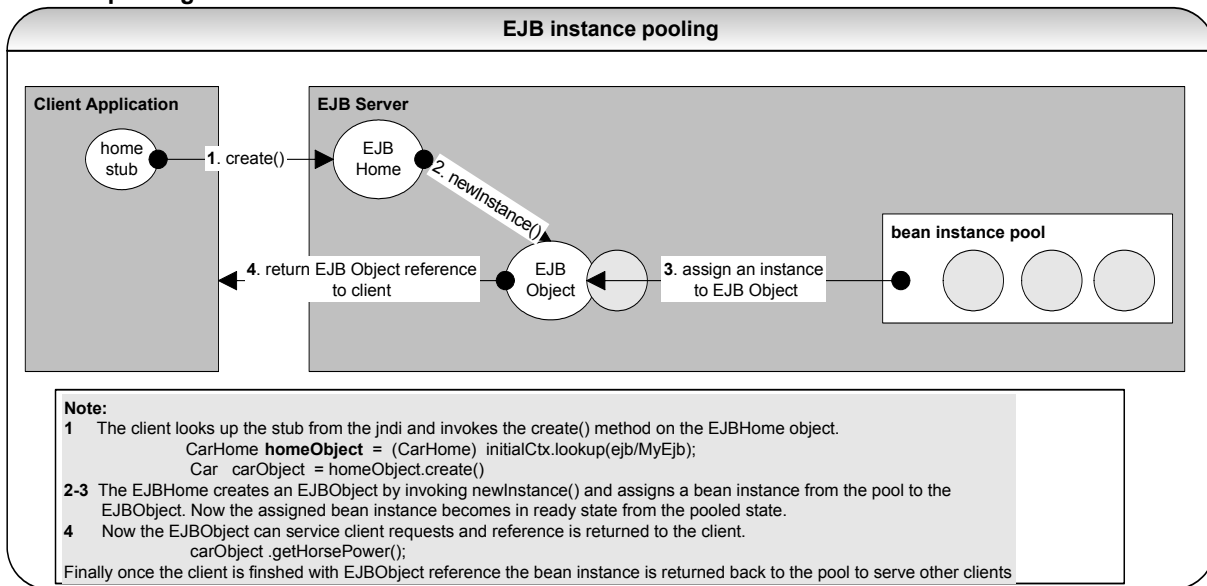 EJB instance pooling
Client Application
EJB Server
home
stub
1. create()
EJB
Home
2. newInstance()
bean instance pool
4. return EJB Object reference
to client
EJB
Object
3. assign an instance
to EJB Object
Note:
1 The client looks up the stub from the jndi and invokes the create() method on the EJBHome object.
CarHome homeObject = (CarHome) initialCtx.lookup(ejb/MyEjb);
Car carObject = homeObject.create()
2-3 The EJBHome creates an EJBObject by invoking newInstance() and assigns a bean instance from the pool to the
EJBObject. Now the assigned bean instance becomes in ready state from the pooled state.
4 Now the EJBObject can service client requests and reference is returned to the client.
carObject .getHorsePower();
Finally once the client is finshed with EJBObject reference the bean instance is returned back to the pool to serve other clients